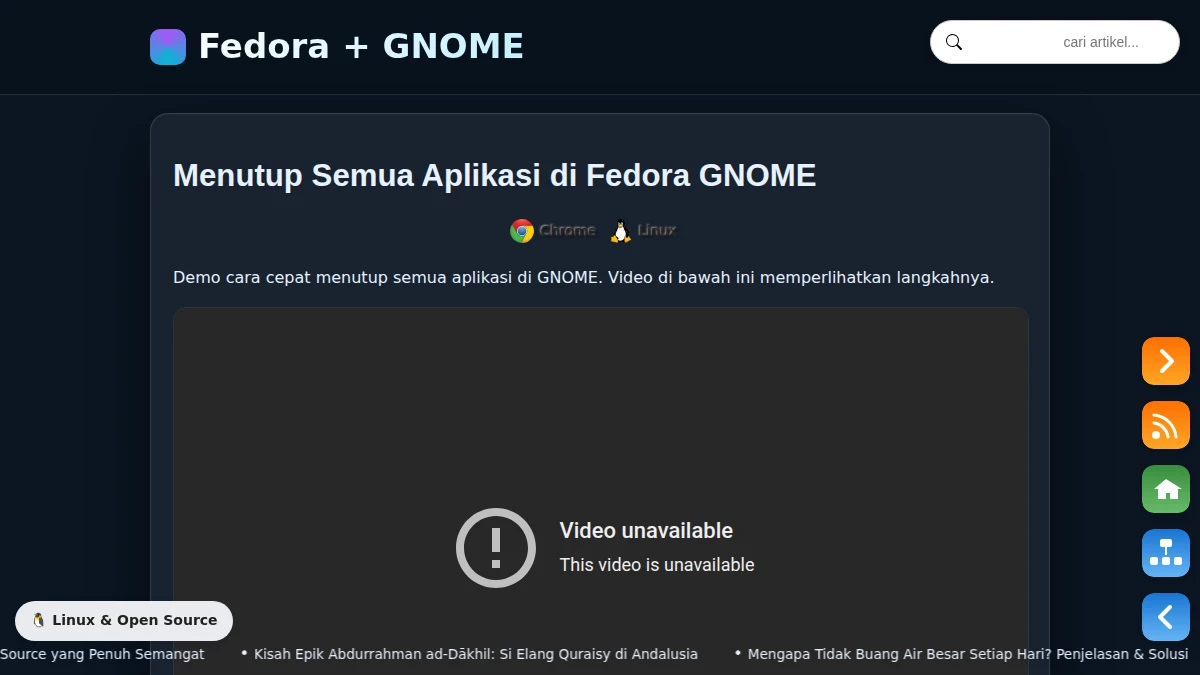 Fedora + GNOME
cari artikel...
Menutup Semua Aplikasi di Fedora GNOME
Chrome Linux
Demo cara cepat menutup semua aplikasi di GNOME. Video di bawah ini memperlihatkan langkahnya.
Video unavailable
This video is unavailable
Linux & Open Source
Source yang Penuh Semangat • Kisah Epik Abdurrahman ad-Dākhil: Si Elang Quraisy di Andalusia • Mengapa Tidak Buang Air Besar Setiap Hari? Penjelasan & Solusi